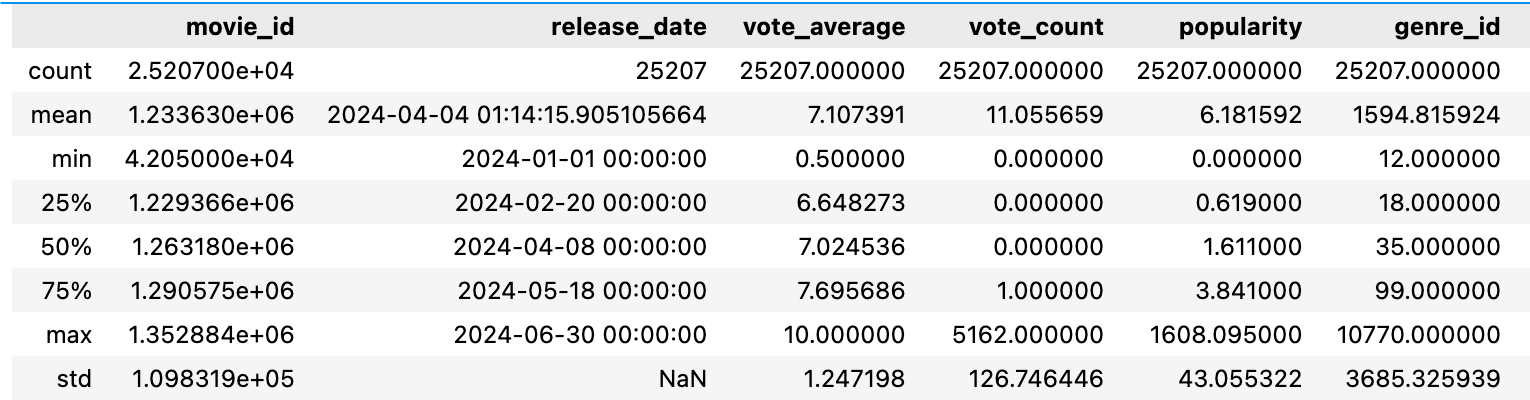 movie_id release_date vote_average vote_count popularity genre_id
count 2.520700e+04 25207 25207.000000 25207.000000 25207.000000 25207.000000
mean 1.233630e+06 2024-04-04 01:14:15.905105664 7.107391 11.055659 6.181592 1594.815924
min 4.205000e+04 2024-01-01 00:00:00 0.500000 0.000000 0.000000 12.000000
25% 1.229366e+06 2024-02-20 00:00:00 6.648273 0.000000 0.619000 18.000000
50% 1.263180e+06 2024-04-08 00:00:00 7.024536 0.000000 1.611000 35.000000
75% 1.290575e+06 2024-05-18 00:00:00 7.695686 1.000000 3.841000 99.000000
max 1.352884e+06 2024-06-30 00:00:00 10.000000 5162.000000 1608.095000 10770.000000
std 1.098319e+05 NaN 1.247198 126.746446 43.055322 3685.325939